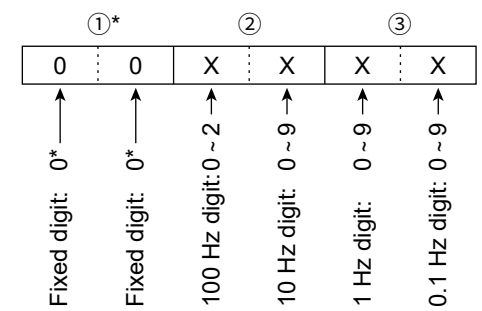 ①* ② ③
0 0 X X X X
Fixed digit: 0*
Fixed digit: 0*
100 Hz digit: 0 ~ 2
10 Hz digit: 0 ~ 9
1 Hz digit: 0 ~ 9
0.1 Hz digit: 0 ~ 9